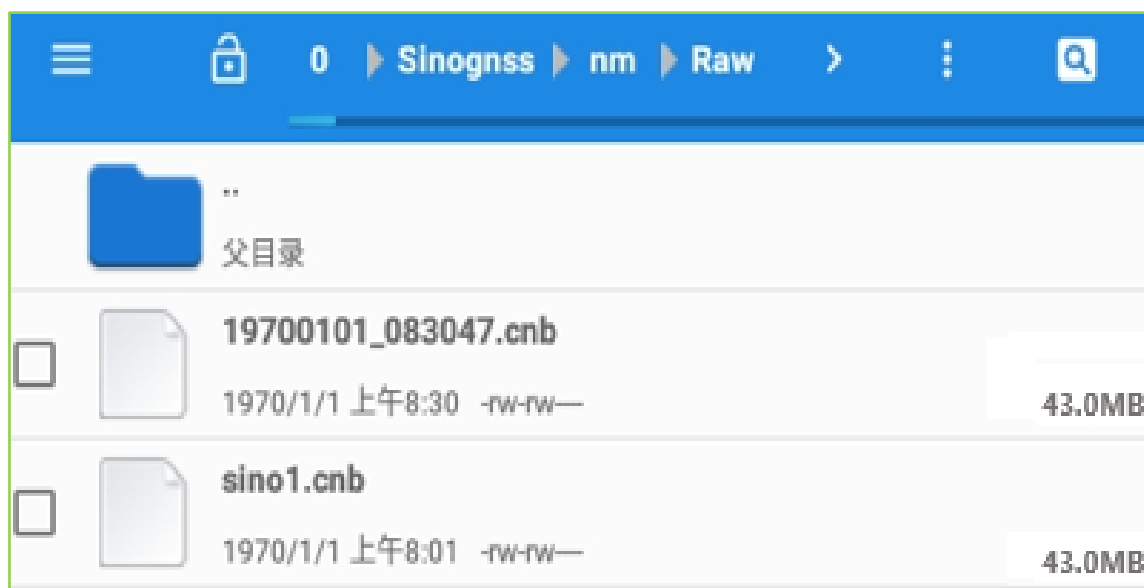 0 Sinognss nm Raw
..
父目录
19700101_083047.cnb
1970/1/1 上午8:30 -rw-rw---
43.0MB
sino1.cnb
1970/1/1 上午8:01 -rw-rw---
43.0MB